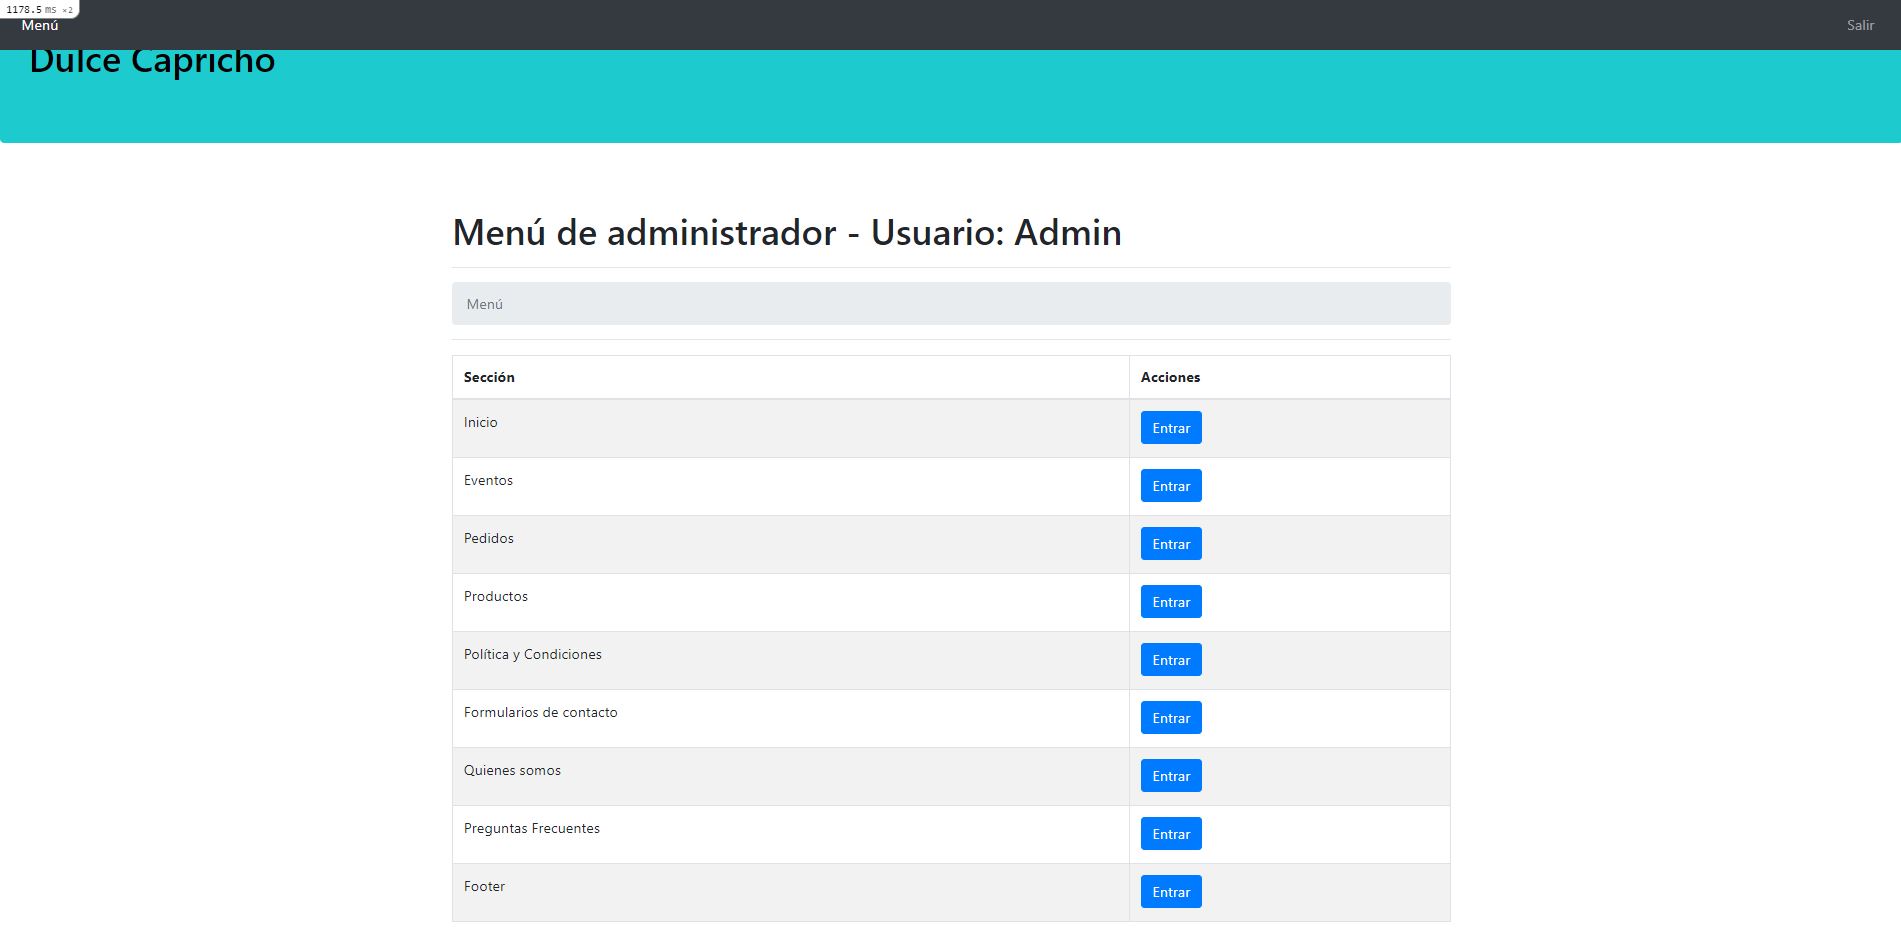 1178.5 ms ×2
Menú
Salir
Dulce Capricho
Menú de administrador - Usuario: Admin
Menú
Sección Acciones
Inicio Entrar
Eventos Entrar
Pedidos Entrar
Productos Entrar
Política y Condiciones Entrar
Formularios de contacto Entrar
Quienes somos Entrar
Preguntas Frecuentes Entrar
Footer Entrar